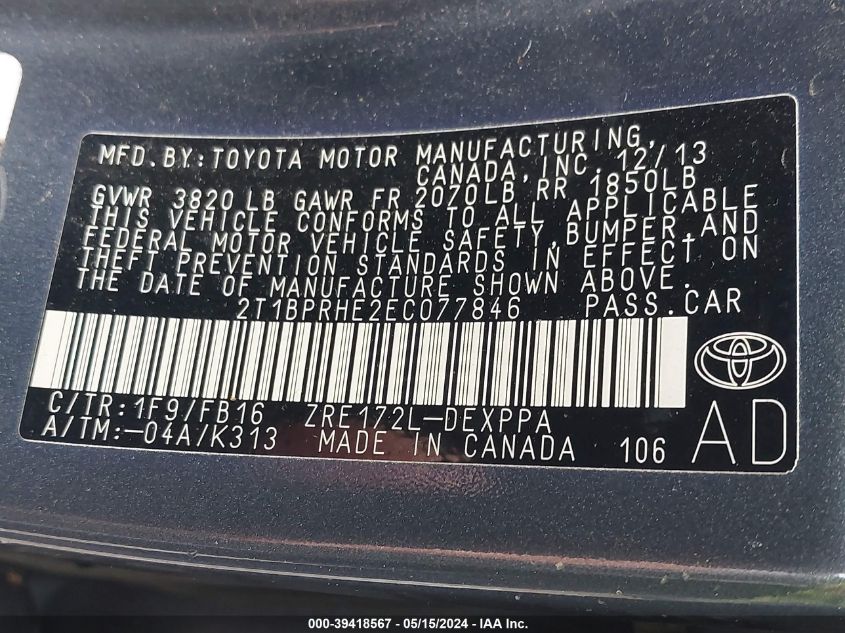 MFD.BY:TOYOTA MOTOR MANUFACTURING,
CANADA,INC. 12/13
GVWR 3820 LB GAWR FR 2070LB RR 1850LB
THIS VEHICLE CONFORMS TO ALL APPLICABLE
FEDERAL MOTOR VEHICLE SAFETY,BUMPER,AND
THEFT PREVENTION STANDARDS IN EFFECT ON
THE DATE OF MANUFACTURE SHOWN ABOVE.
2T1BPRHE2EC077846 PASS.CAR
C/TR:1F9/FB16 ZRE172L-DEXPPA
A/TM:-04A/K313 MADE IN CANADA 106 AD
000-39418567 - 05/15/2024 - IAA Inc.